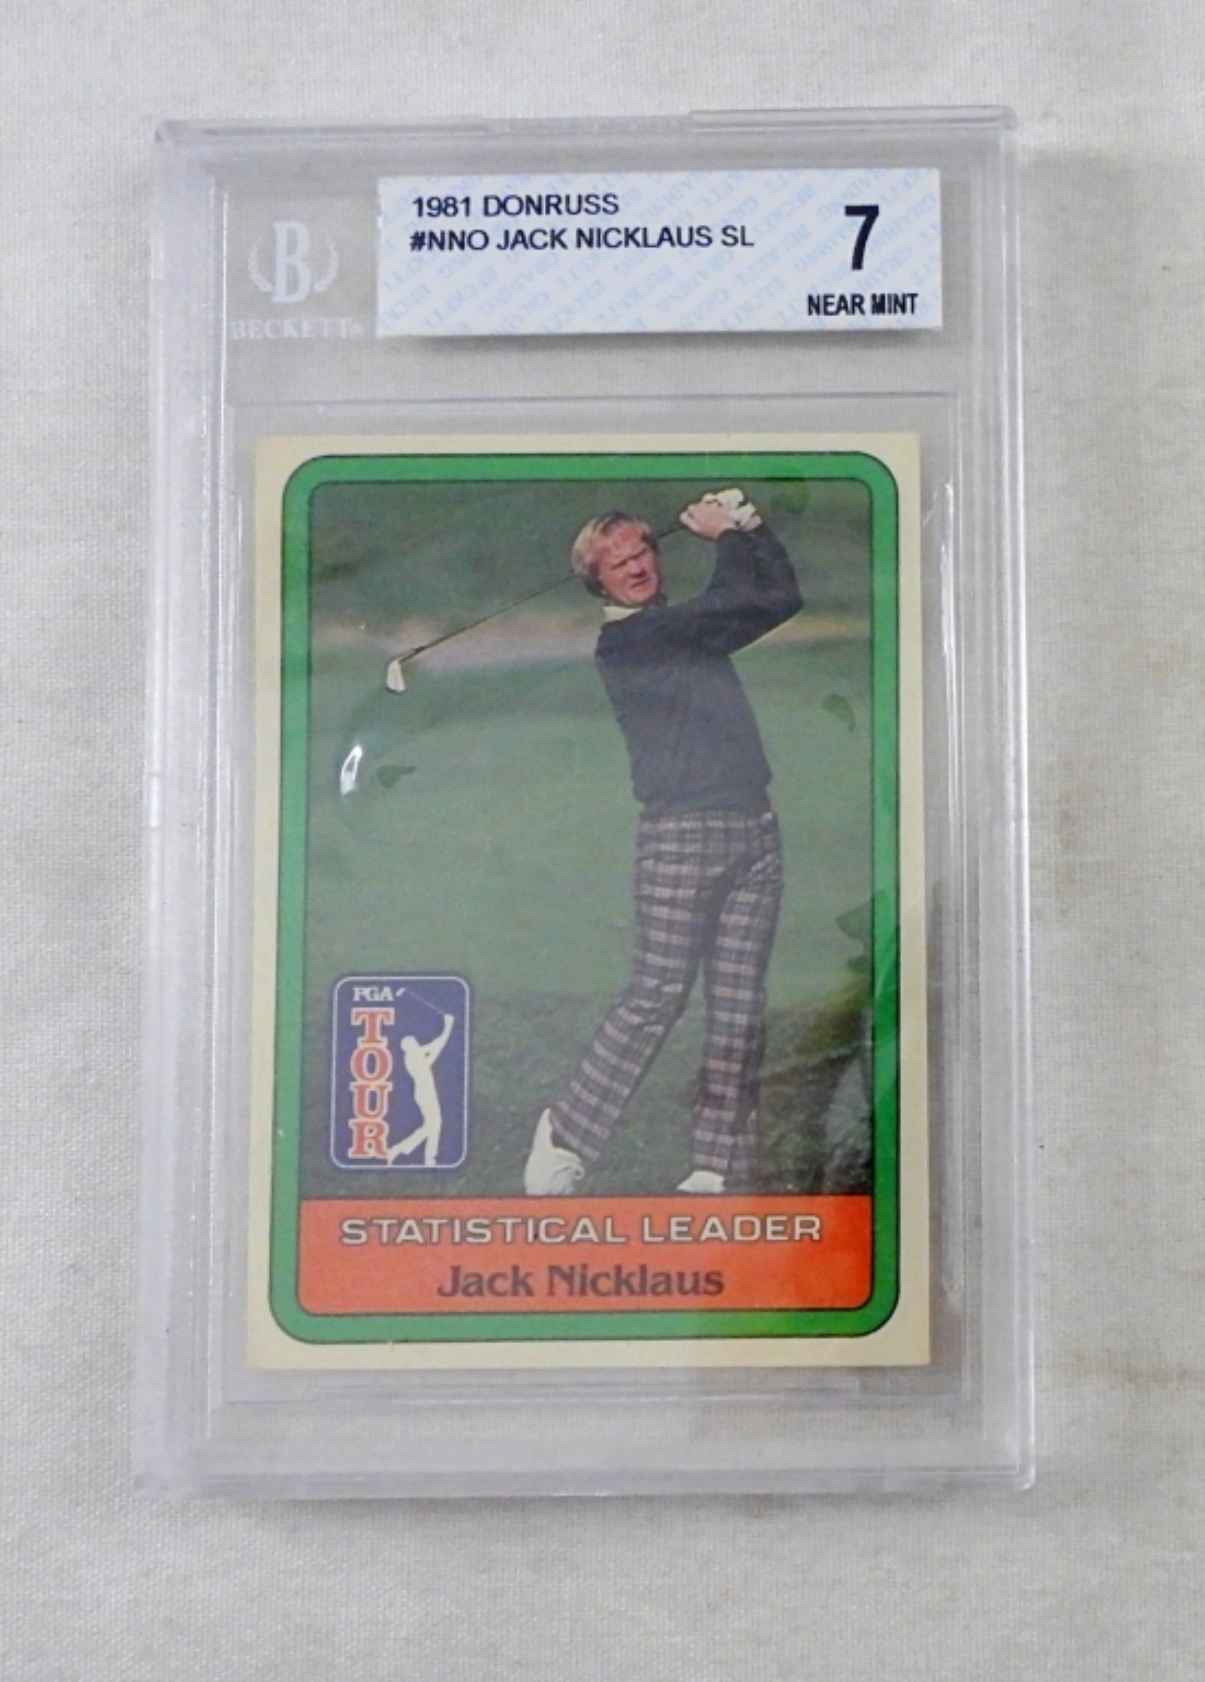 1981 DONRUSS
#NNO JACK NICKLAUS SL
7
NEAR MINT
B
BECKETT
PGA
TOUR
STATISTICAL LEADER
Jack Nicklaus